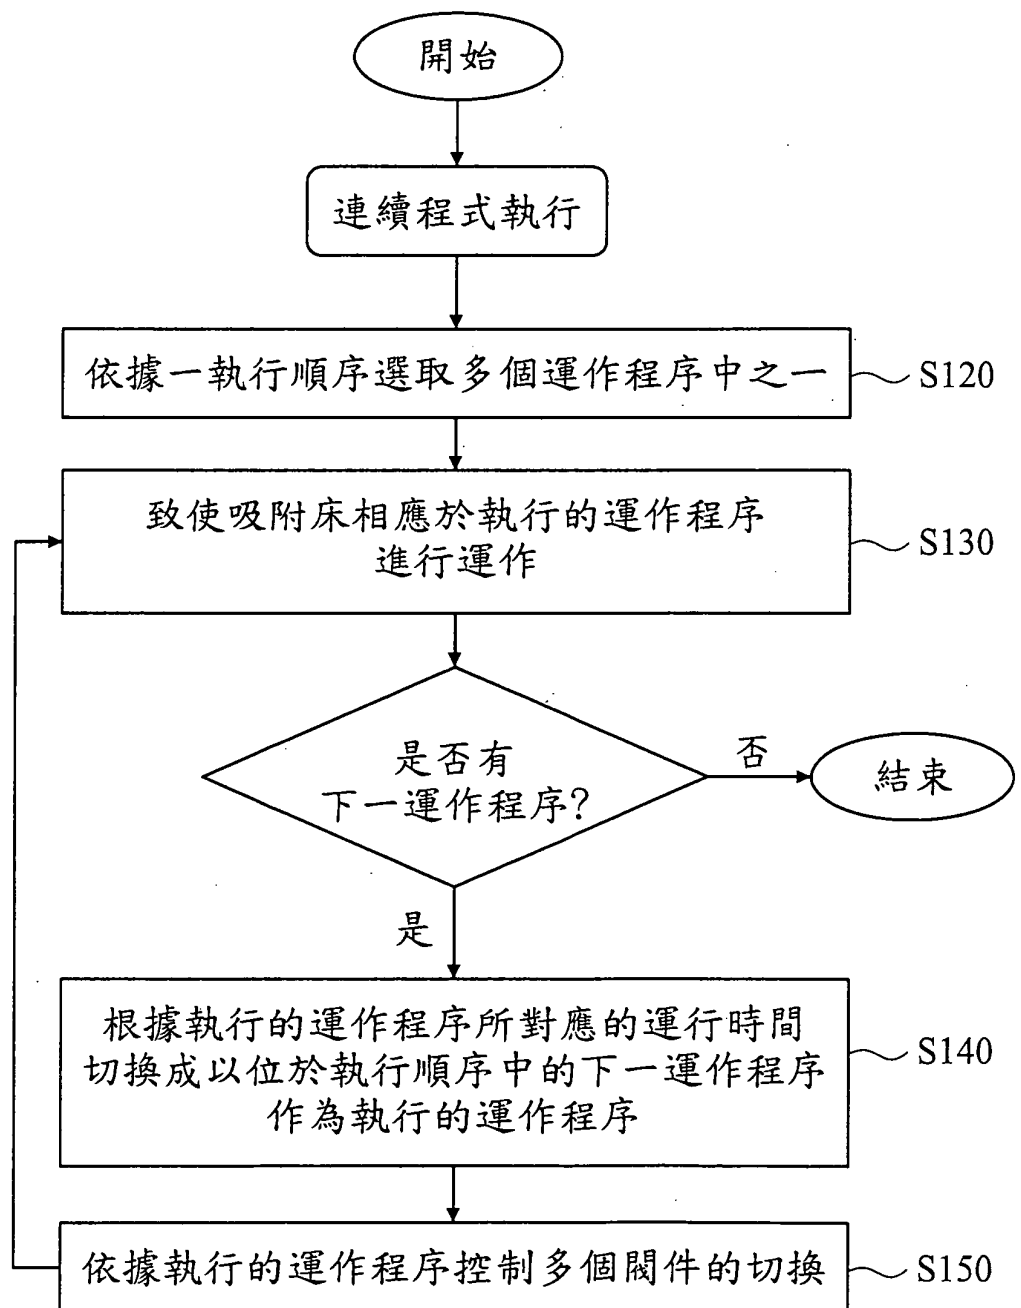 開始
連續程式執行
依據一執行順序選取多個運作程序中之一
S120
致使吸附床相應於執行的運作程序
進行運作
S130
是否有
下一運作程序?
否
結束
是
根據執行的運作程序所對應的運行時間
切換成以位於執行順序中的下一運作程序
作為執行的運作程序
S140
依據執行的運作程序控制多個閥件的切換
S150